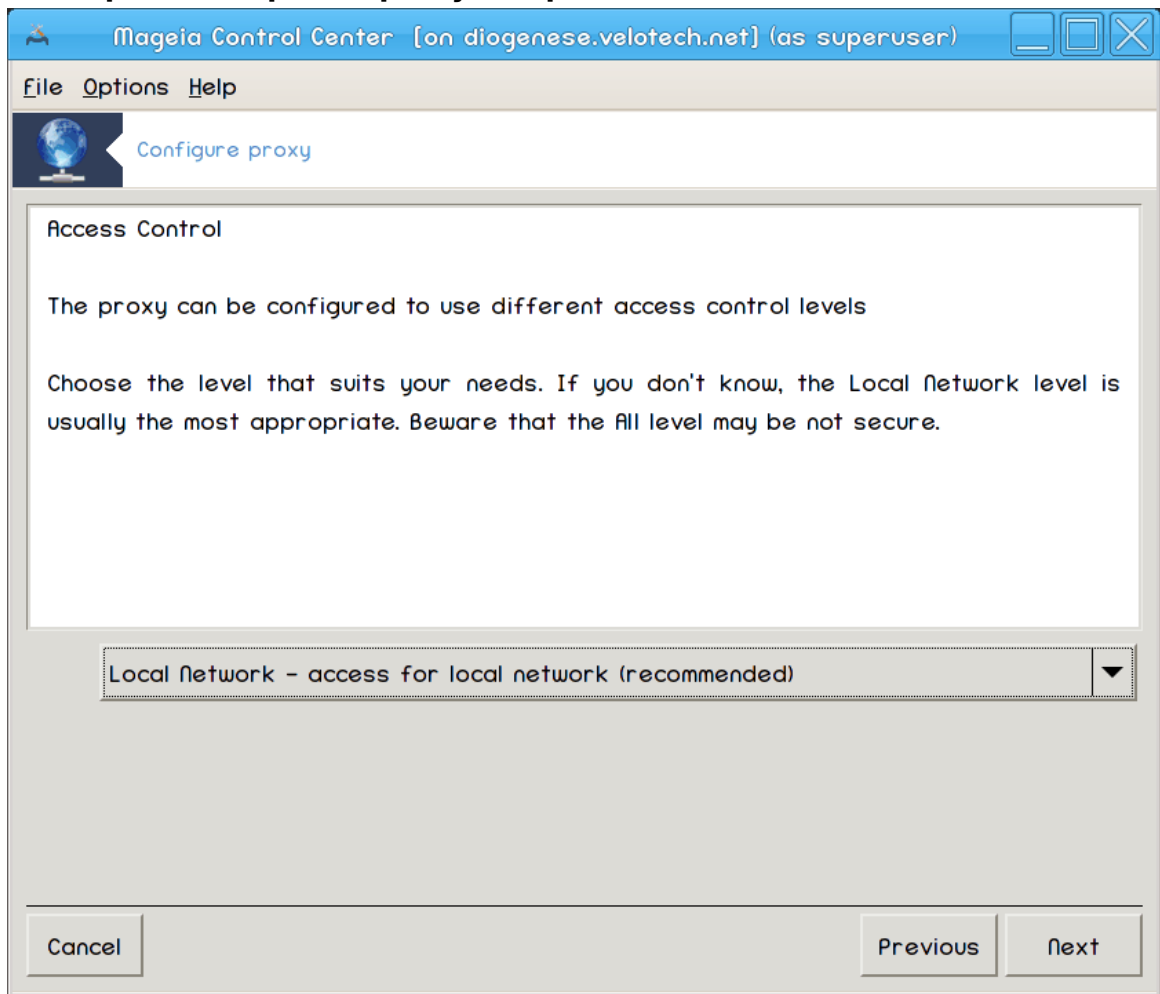 Mageia Control Center [on diogenese.velotech.net] (as superuser)
File Options Help
Configure proxy
Access Control
The proxy can be configured to use different access control levels
Choose the level that suits your needs. If you don't know, the Local Network level is
usually the most appropriate. Beware that the All level may be not secure.
Local Network - access for local network (recommended)
Cancel
Previous
Next